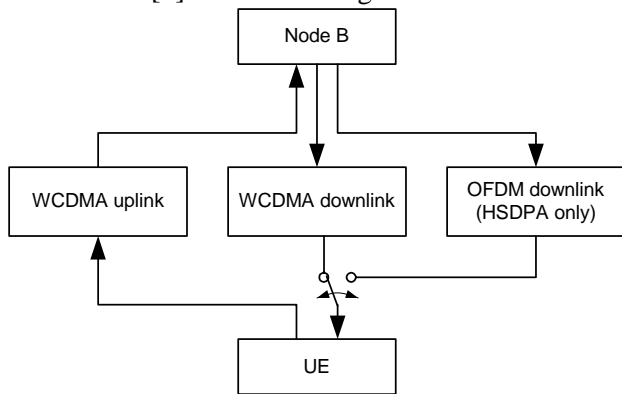 Node B
WCDMA uplink
WCDMA downlink
OFDM downlink
(HSDPA only)
UE